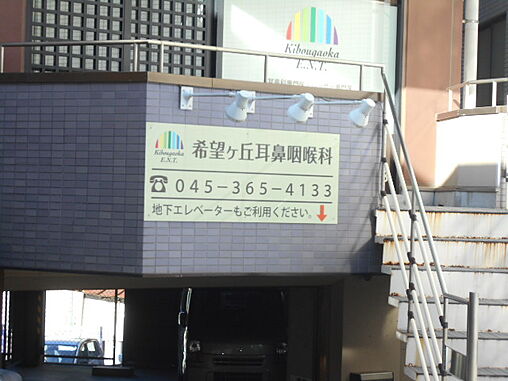 Kibougaoka
E.N.T.
Kibougaoka
E.N.T.
希望ヶ丘耳鼻咽喉科
045-365-4133
地下エレベーターもご利用ください。